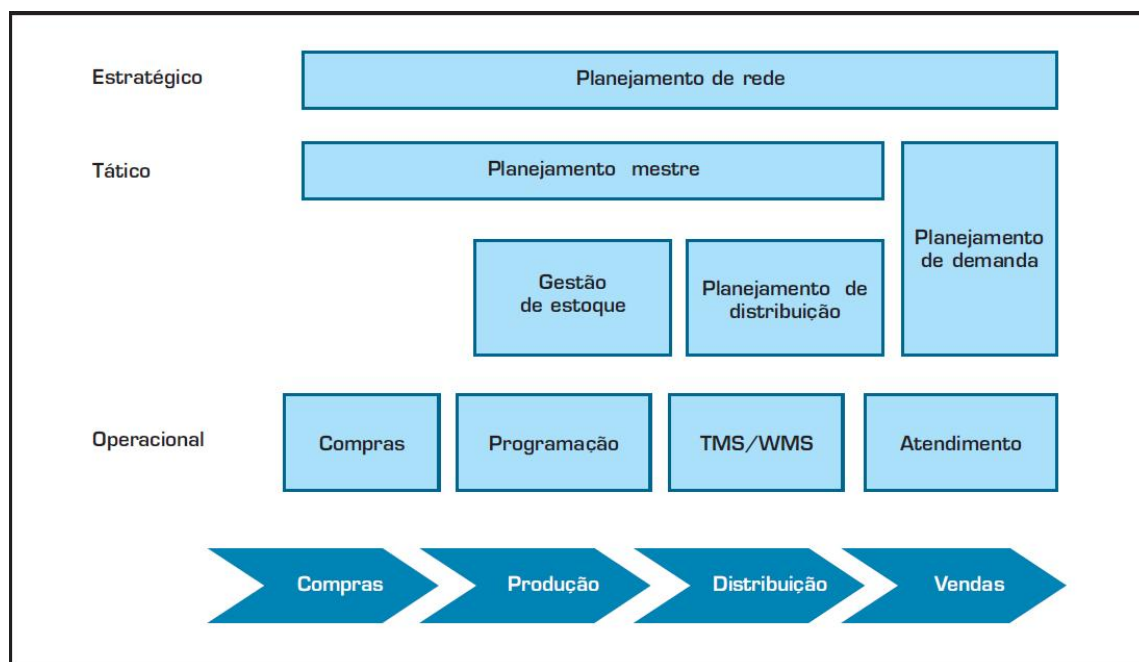 Estratégico
Planejamento de rede
Tático
Planejamento mestre
Planejamento
de demanda
Gestão
de estoque
Planejamento de
distribuição
Operacional
Compras
Programação
TMS/WMS
Atendimento
Compras
Produção
Distribuição
Vendas